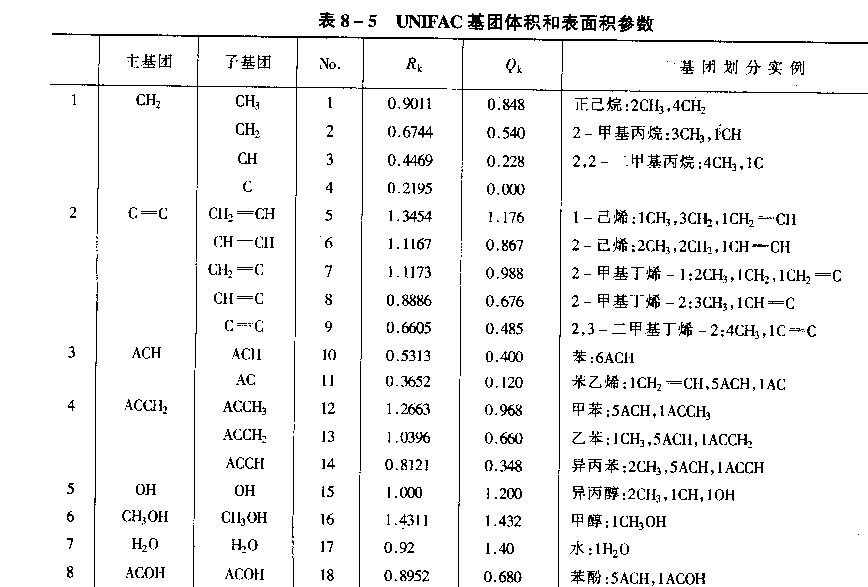 表 8-5 UNIFAC 基团体积和表面积参数
主基团 子基团 No. Rk Qk 基团划分实例
1 CH2 CH3 1 0.9011 0.848 正己烷:2CH3,4CH2
CH2 2 0.6744 0.540 2-甲基丙烷:3CH3,1CH
CH 3 0.4469 0.228 2,2-二甲基丙烷:4CH3,1C
C 4 0.2195 0.000
2 C=C CH2=CH 5 1.3454 1.176 1-己烯:1CH3,3CH2,1CH2=CH
CH=CH 6 1.1167 0.867 2-己烯:2CH3,2CH2,1CH=CH
CH2=C 7 1.1173 0.988 2-甲基丁烯-1:2CH3,1CH2,1CH2=C
CH=C 8 0.8886 0.676 2-甲基丁烯-2:3CH3,1CH=C
C=C 9 0.6605 0.485 2,3-二甲基丁烯-2:4CH3,1C=C
3 ACH ACH 10 0.5313 0.400 苯:6ACH
AC 11 0.3652 0.120 苯乙烯:1CH2=CH,5ACH,1AC
4 ACCH2 ACCH3 12 1.2663 0.968 甲苯:5ACH,1ACCH3
ACCH2 13 1.0396 0.660 乙苯:1CH3,5ACH,1ACCH2
ACCH 14 0.8121 0.348 异丙苯:2CH3,5ACH,1ACCH
5 OH OH 15 1.000 1.200 异丙醇:2CH3,1CH,1OH
6 CH3OH CH3OH 16 1.4311 1.432 甲醇:1CH3OH
7 H2O H2O 17 0.92 1.40 水:1H2O
8 ACOH ACOH 18 0.8952 0.680 苯酚:5ACH,1ACOH